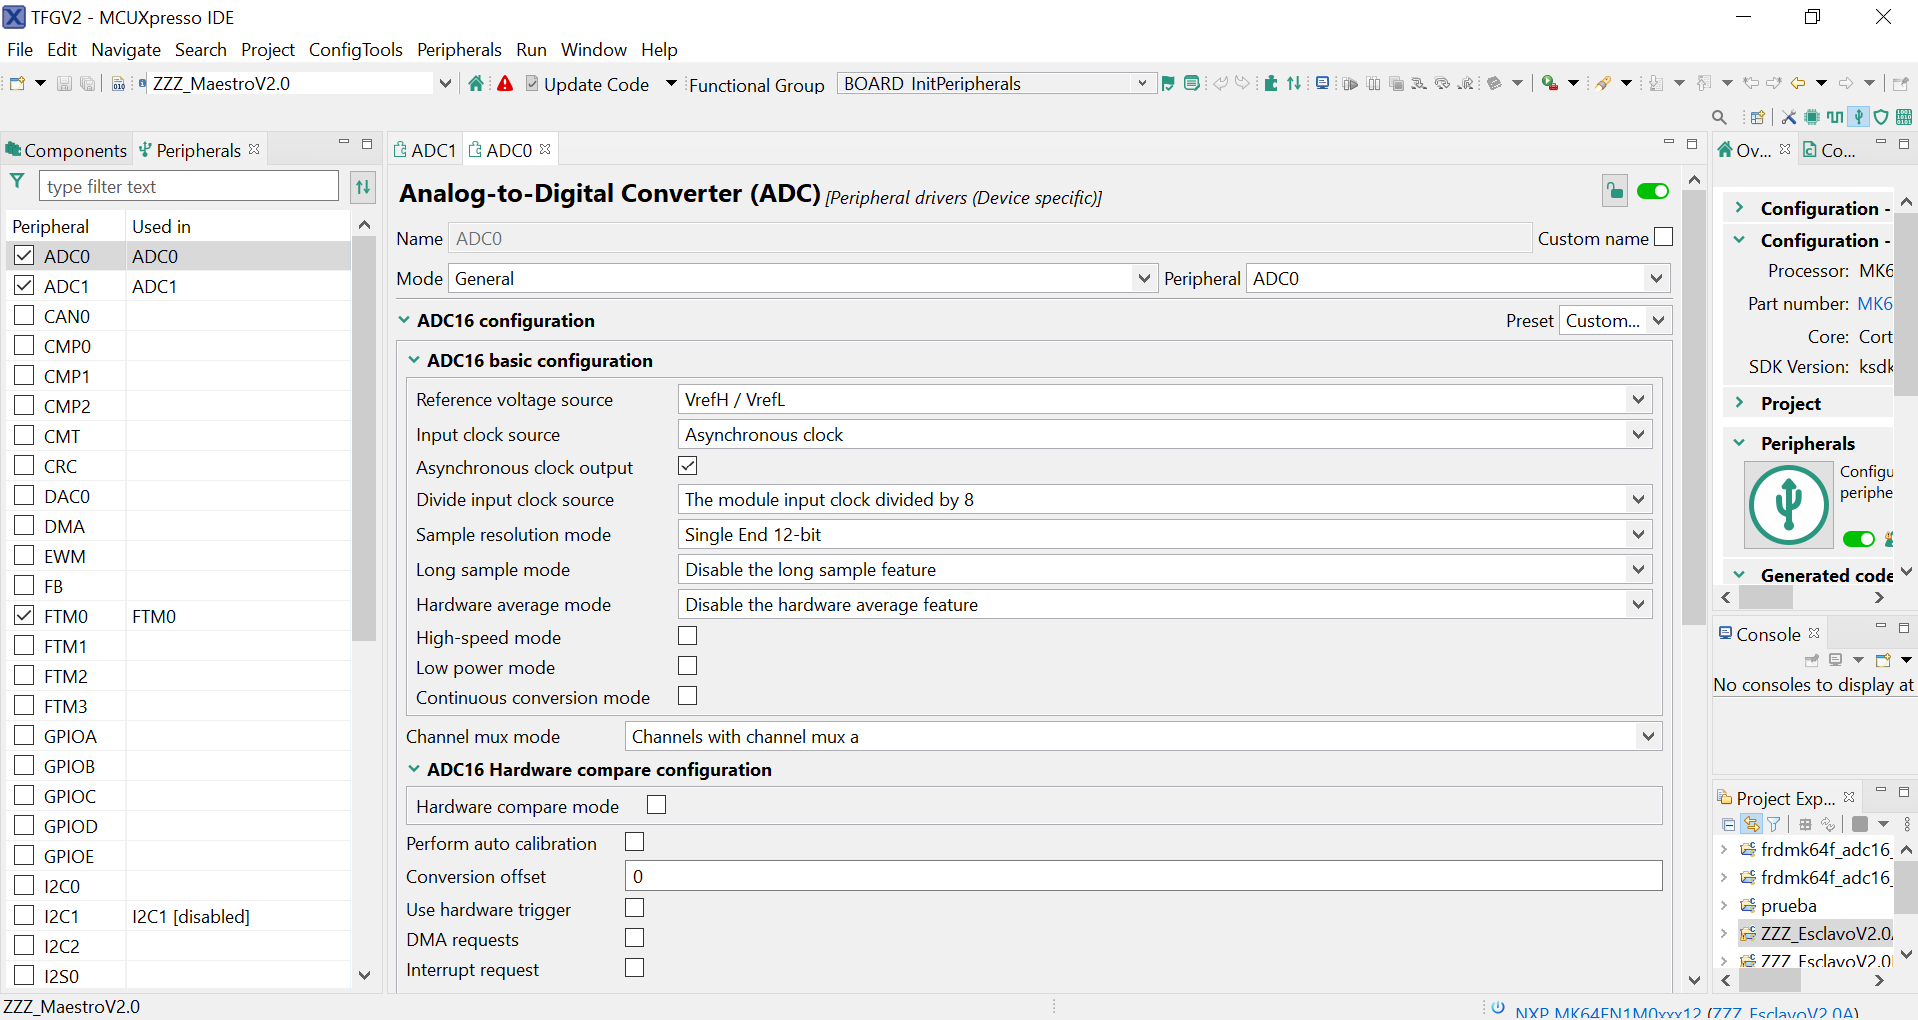 TFGV2 - MCUXpresso IDE
File Edit Navigate Search Project ConfigTools Peripherals Run Window Help
ZZZ_MaestroV2.0 Update Code Functional Group BOARD_InitPeripherals
Components Peripherals
type filter text
Peripheral Used in
ADC0 ADC0
ADC1 ADC1
CAN0
CMP0
CMP1
CMP2
CMT
CRC
DAC0
DMA
EWM
FB
FTM0 FTM0
FTM1
FTM2
FTM3
GPIOA
GPIOB
GPIOC
GPIOD
GPIOE
I2C0
I2C1 I2C1 [disabled]
I2C2
I2S0
ADC1 ADC0
Analog-to-Digital Converter (ADC) [Peripheral drivers (Device specific)]
Name ADC0 Custom name
Mode General Peripheral ADC0
ADC16 configuration Preset Custom...
ADC16 basic configuration
Reference voltage source VrefH / VrefL
Input clock source Asynchronous clock
Asynchronous clock output
Divide input clock source The module input clock divided by 8
Sample resolution mode Single End 12-bit
Long sample mode Disable the long sample feature
Hardware average mode Disable the hardware average feature
High-speed mode
Low power mode
Continuous conversion mode
Channel mux mode Channels with channel mux a
ADC16 Hardware compare configuration
Hardware compare mode
Perform auto calibration
Conversion offset 0
Use hardware trigger
DMA requests
Interrupt request
Ov... Co...
Configuration -
Configuration -
Processor: MK6
Part number: MK6
Core: Cort
SDK Version: ksdk
Project
Peripherals
Configu
periphe
Generated code
Console
No consoles to display at
Project Exp...
frdmk64f_adc16_
frdmk64f_adc16_
prueba
ZZZ_EsclavoV2.0A
ZZZ_EsclavoV2.0
ZZZ_MaestroV2.0
NXP MK64FN1M0xxx12 (ZZZ_EsclavoV2.0A)